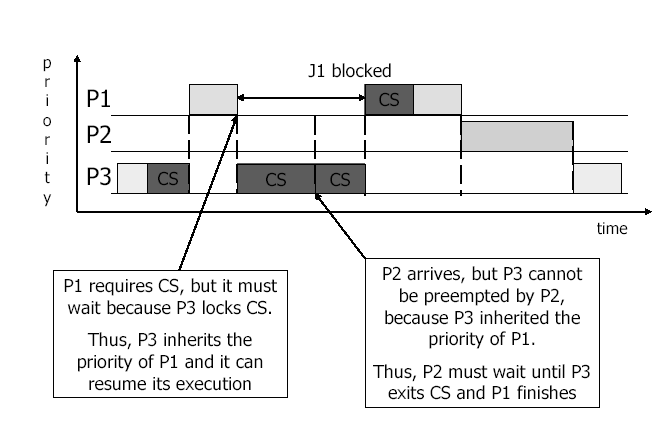 priority
J1 blocked
P1
CS
P2
P3
CS
CS
CS
time
P1 requires CS, but it must
wait because P3 locks CS.
Thus, P3 inherits the
priority of P1 and it can
resume its execution
P2 arrives, but P3 cannot
be preempted by P2,
because P3 inherited the
priority of P1.
Thus, P2 must wait until P3
exits CS and P1 finishes